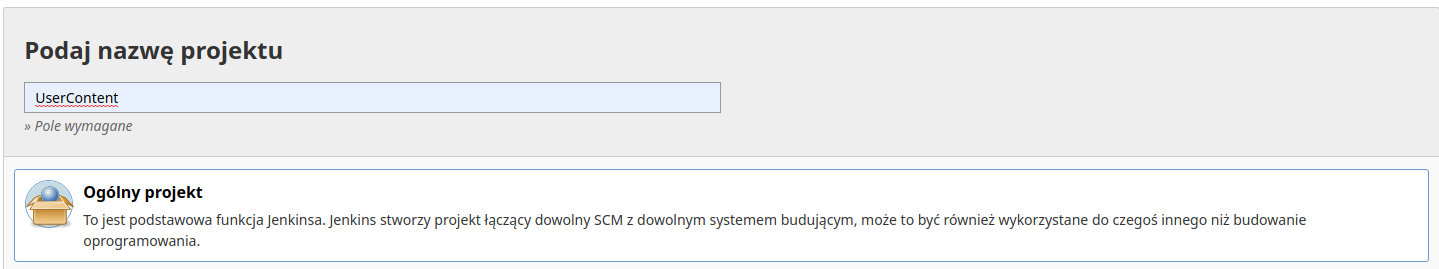 Podaj nazwę projektu
UserContent
» Pole wymagane
Ogólny projekt
To jest podstawowa funkcja Jenkinsa. Jenkins stworzy projekt łączący dowolny SCM z dowolnym systemem budującym, może to być również wykorzystane do czegoś innego niż budowanie
oprogramowania.